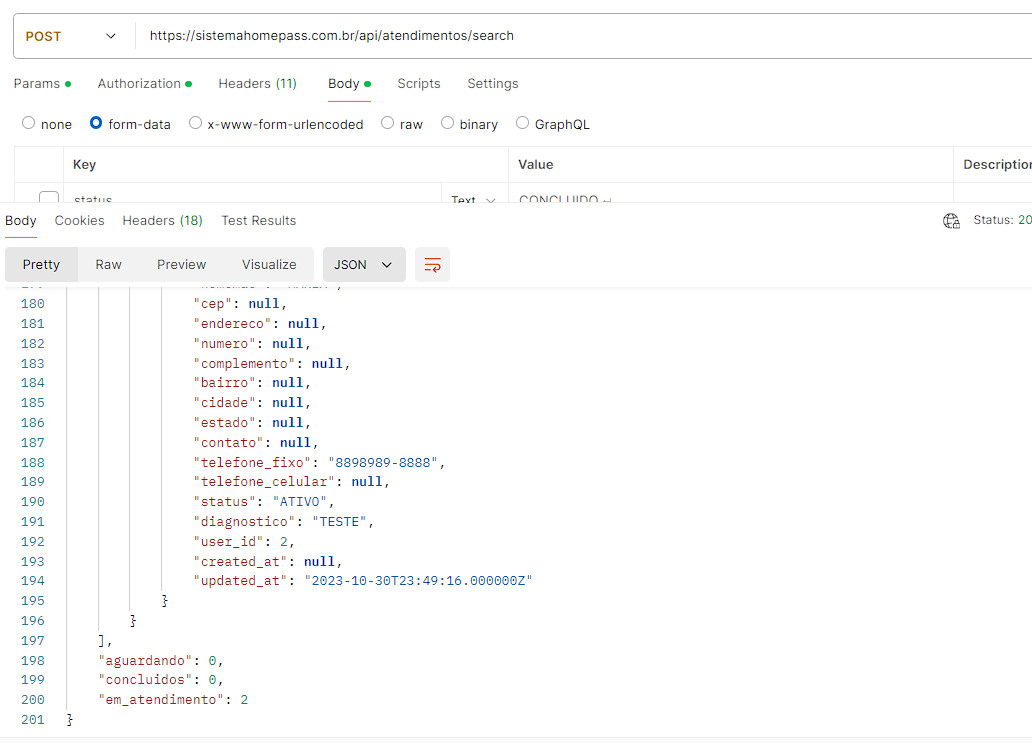 POST https://sistemahomepass.com.br/api/atendimentos/search
Params Authorization Headers (11) Body Scripts Settings
none form-data x-www-form-urlencoded raw binary GraphQL
Key Value Description
status Text CONCLUIDO
Body Cookies Headers (18) Test Results Status: 20
Pretty Raw Preview Visualize JSON
180 "cep": null,
181 "endereco": null,
182 "numero": null,
183 "complemento": null,
184 "bairro": null,
185 "cidade": null,
186 "estado": null,
187 "contato": null,
188 "telefone_fixo": "8898989-8888",
189 "telefone_celular": null,
190 "status": "ATIVO",
191 "diagnostico": "TESTE",
192 "user_id": 2,
193 "created_at": null,
194 "updated_at": "2023-10-30T23:49:16.000000Z"
195 }
196 }
197 ],
198 "aguardando": 0,
199 "concluidos": 0,
200 "em_atendimento": 2
201 }